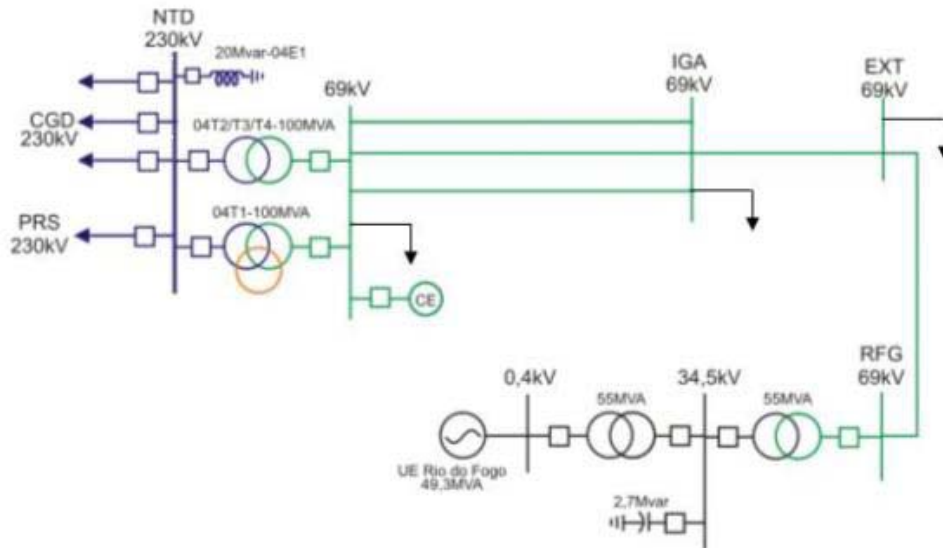 NTD
230kV
20Mvar-04E1
69kV
IGA
69kV
EXT
69kV
CGD
230kV
04T2/T3/T4-100MVA
PRS
230kV
04T1-100MVA
CE
0,4kV
34,5kV
RFG
69kV
55MVA
55MVA
UE Rio do Fogo
49,3MVA
2,7Mvar